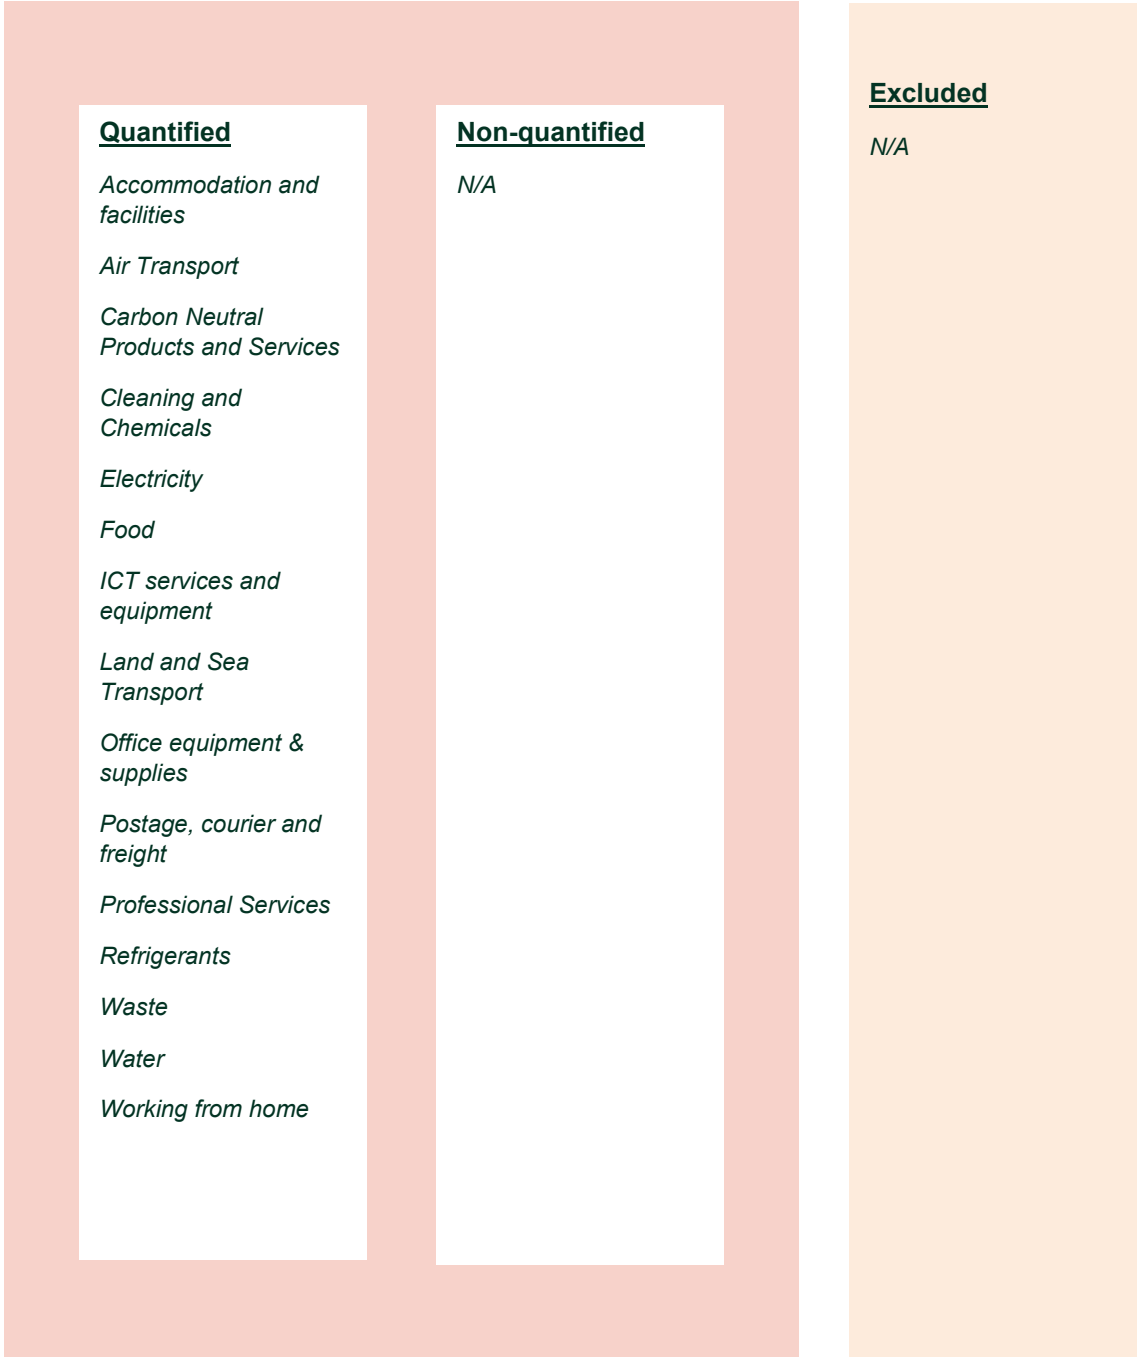 Quantified
Accommodation and
facilities
Air Transport
Carbon Neutral
Products and Services
Cleaning and
Chemicals
Electricity
Food
ICT services and
equipment
Land and Sea
Transport
Office equipment &
supplies
Postage, courier and
freight
Professional Services
Refrigerants
Waste
Water
Working from home
Non-quantified
N/A
Excluded
N/A